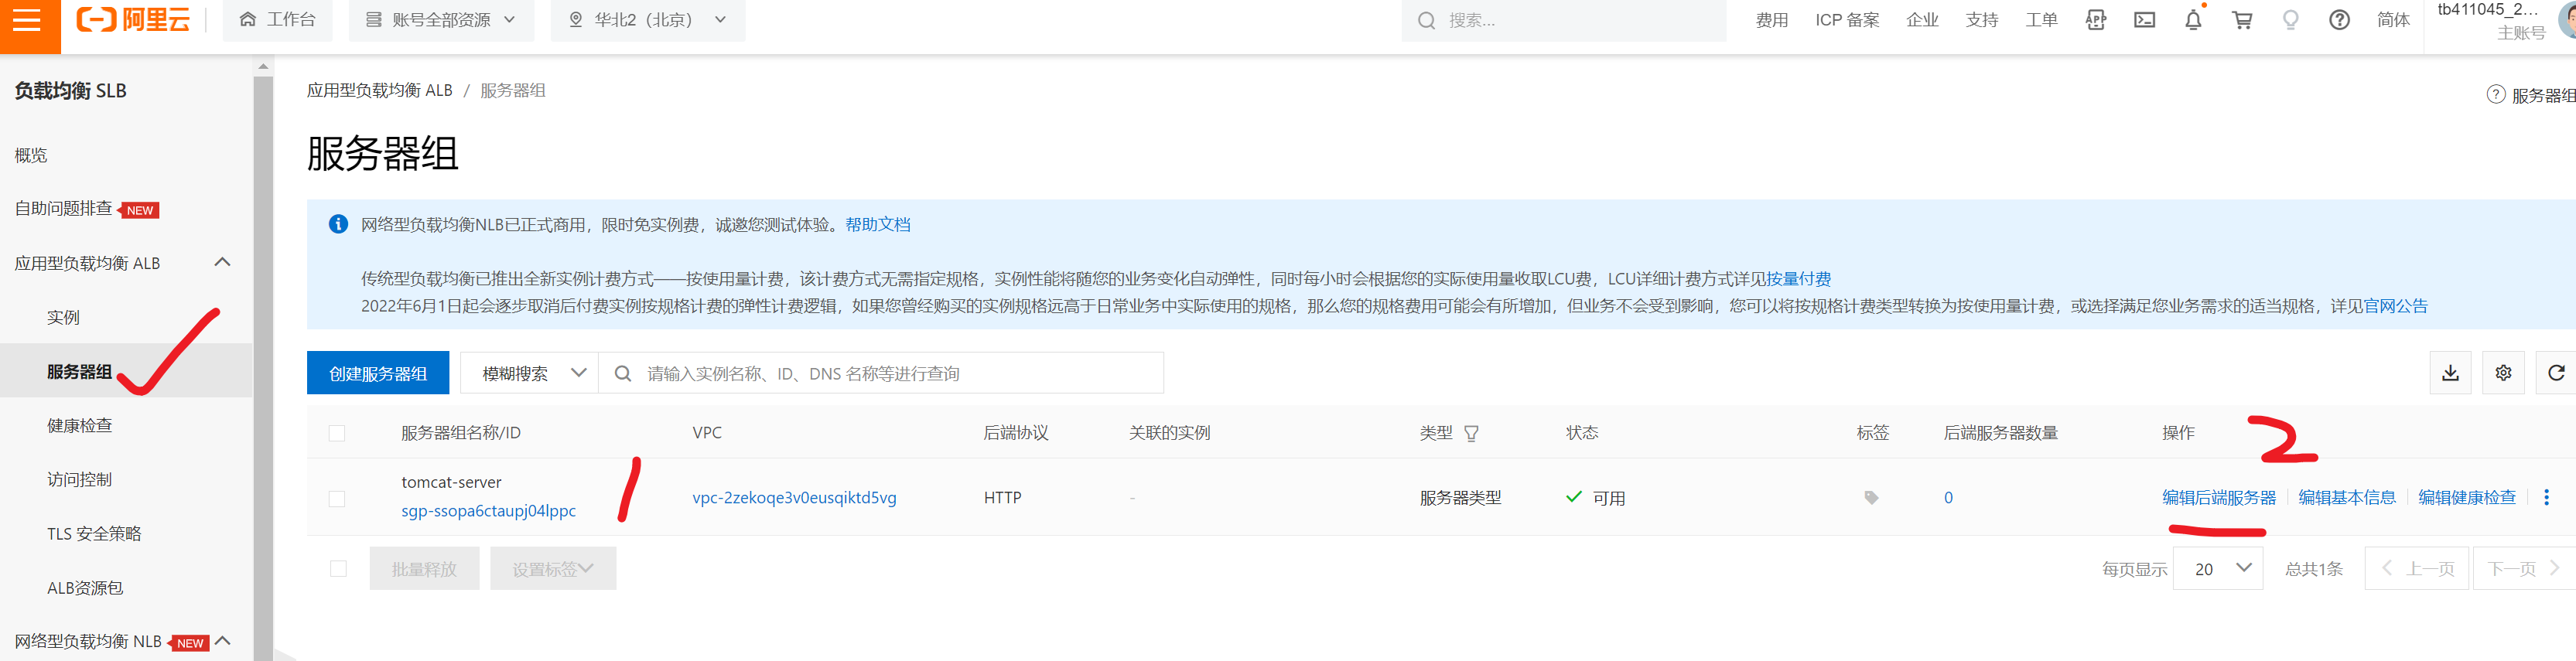 阿里云
工作台
账号全部资源
华北2（北京）
搜索...
费用
ICP 备案
企业
支持
工单
APP
简体
tb411045_2...
主账号
负载均衡 SLB
概览
自助问题排查 NEW
应用型负载均衡 ALB
实例
服务器组
健康检查
访问控制
TLS 安全策略
ALB资源包
网络型负载均衡 NLB NEW
应用型负载均衡 ALB / 服务器组
服务器组
服务器组
网络型负载均衡NLB已正式商用，限时免实例费，诚邀您测试体验。帮助文档
传统型负载均衡已推出全新实例计费方式——按使用量计费，该计费方式无需指定规格，实例性能将随您的业务变化自动弹性，同时每小时会根据您的实际使用量收取LCU费，LCU详细计费方式详见按量付费
2022年6月1日起会逐步取消后付费实例按规格计费的弹性计费逻辑，如果您曾经购买的实例规格远高于日常业务中实际使用的规格，那么您的规格费用可能会有所增加，但业务不会受到影响，您可以将按规格计费类型转换为按使用量计费，或选择满足您业务需求的适当规格，详见官网公告
创建服务器组
模糊搜索
请输入实例名称、ID、DNS 名称等进行查询
服务器组名称/ID
VPC
后端协议
关联的实例
类型
状态
标签
后端服务器数量
操作
2
tomcat-server
sgp-ssopa6ctaupj04lppc
1
vpc-2zekoqe3v0eusqiktd5vg
HTTP
-
服务器类型
可用
0
编辑后端服务器
编辑基本信息
编辑健康检查
批量释放
设置标签
每页显示
20
总共1条
上一页
下一页